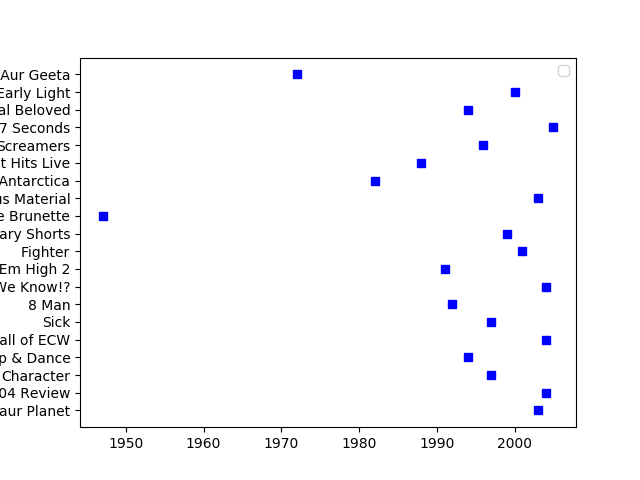 Aur Geeta
Early Light
al Beloved
7 Seconds
Screamers
t Hits Live
Antarctica
us Material
e Brunette
ary Shorts
Fighter
Em High 2
We Know!?
8 Man
Sick
all of ECW
p & Dance
Character
04 Review
aur Planet
1950 1960 1970 1980 1990 2000